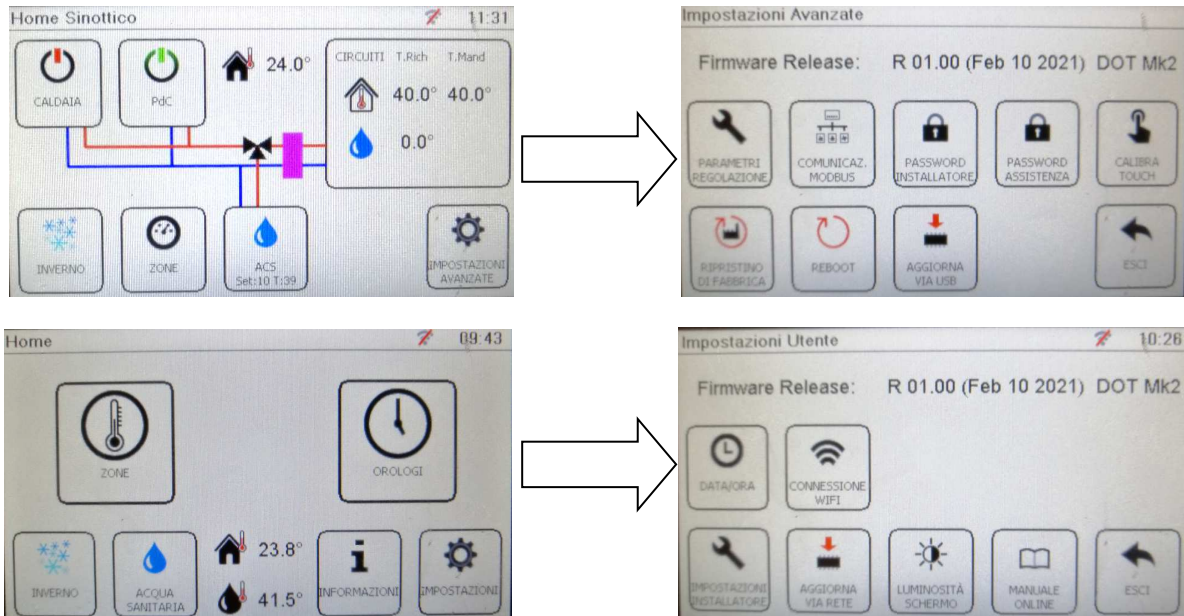 Home Sinottico 11:31
CALDAIA
PdC
24.0°
CIRCUITI T.Rich T.Mand
40.0° 40.0°
0.0°
INVERNO
ZONE
ACS
Set:10 T:39
IMPOSTAZIONI
AVANZATE
Impostazioni Avanzate
Firmware Release: R 01.00 (Feb 10 2021) DOT Mk2
PARAMETRI
REGOLAZIONE
COMUNICAZ.
MODBUS
PASSWORD
INSTALLATORE
PASSWORD
ASSISTENZA
CALIBRA
TOUCH
RIPRISTINO
DI FABBRICA
REBOOT
AGGIORNA
VIA USB
ESCI
Home 09:43
ZONE
OROLOGI
INVERNO
ACQUA
SANITARIA
23.8°
41.5°
i
INFORMAZIONI
IMPOSTAZIONI
Impostazioni Utente 10:26
Firmware Release: R 01.00 (Feb 10 2021) DOT Mk2
DATA/ORA
CONNESSIONE
WIFI
IMPOSTAZIONI
INSTALLATORE
AGGIORNA
VIA RETE
LUMINOSITÀ
SCHERMO
MANUALE
ONLINE
ESCI